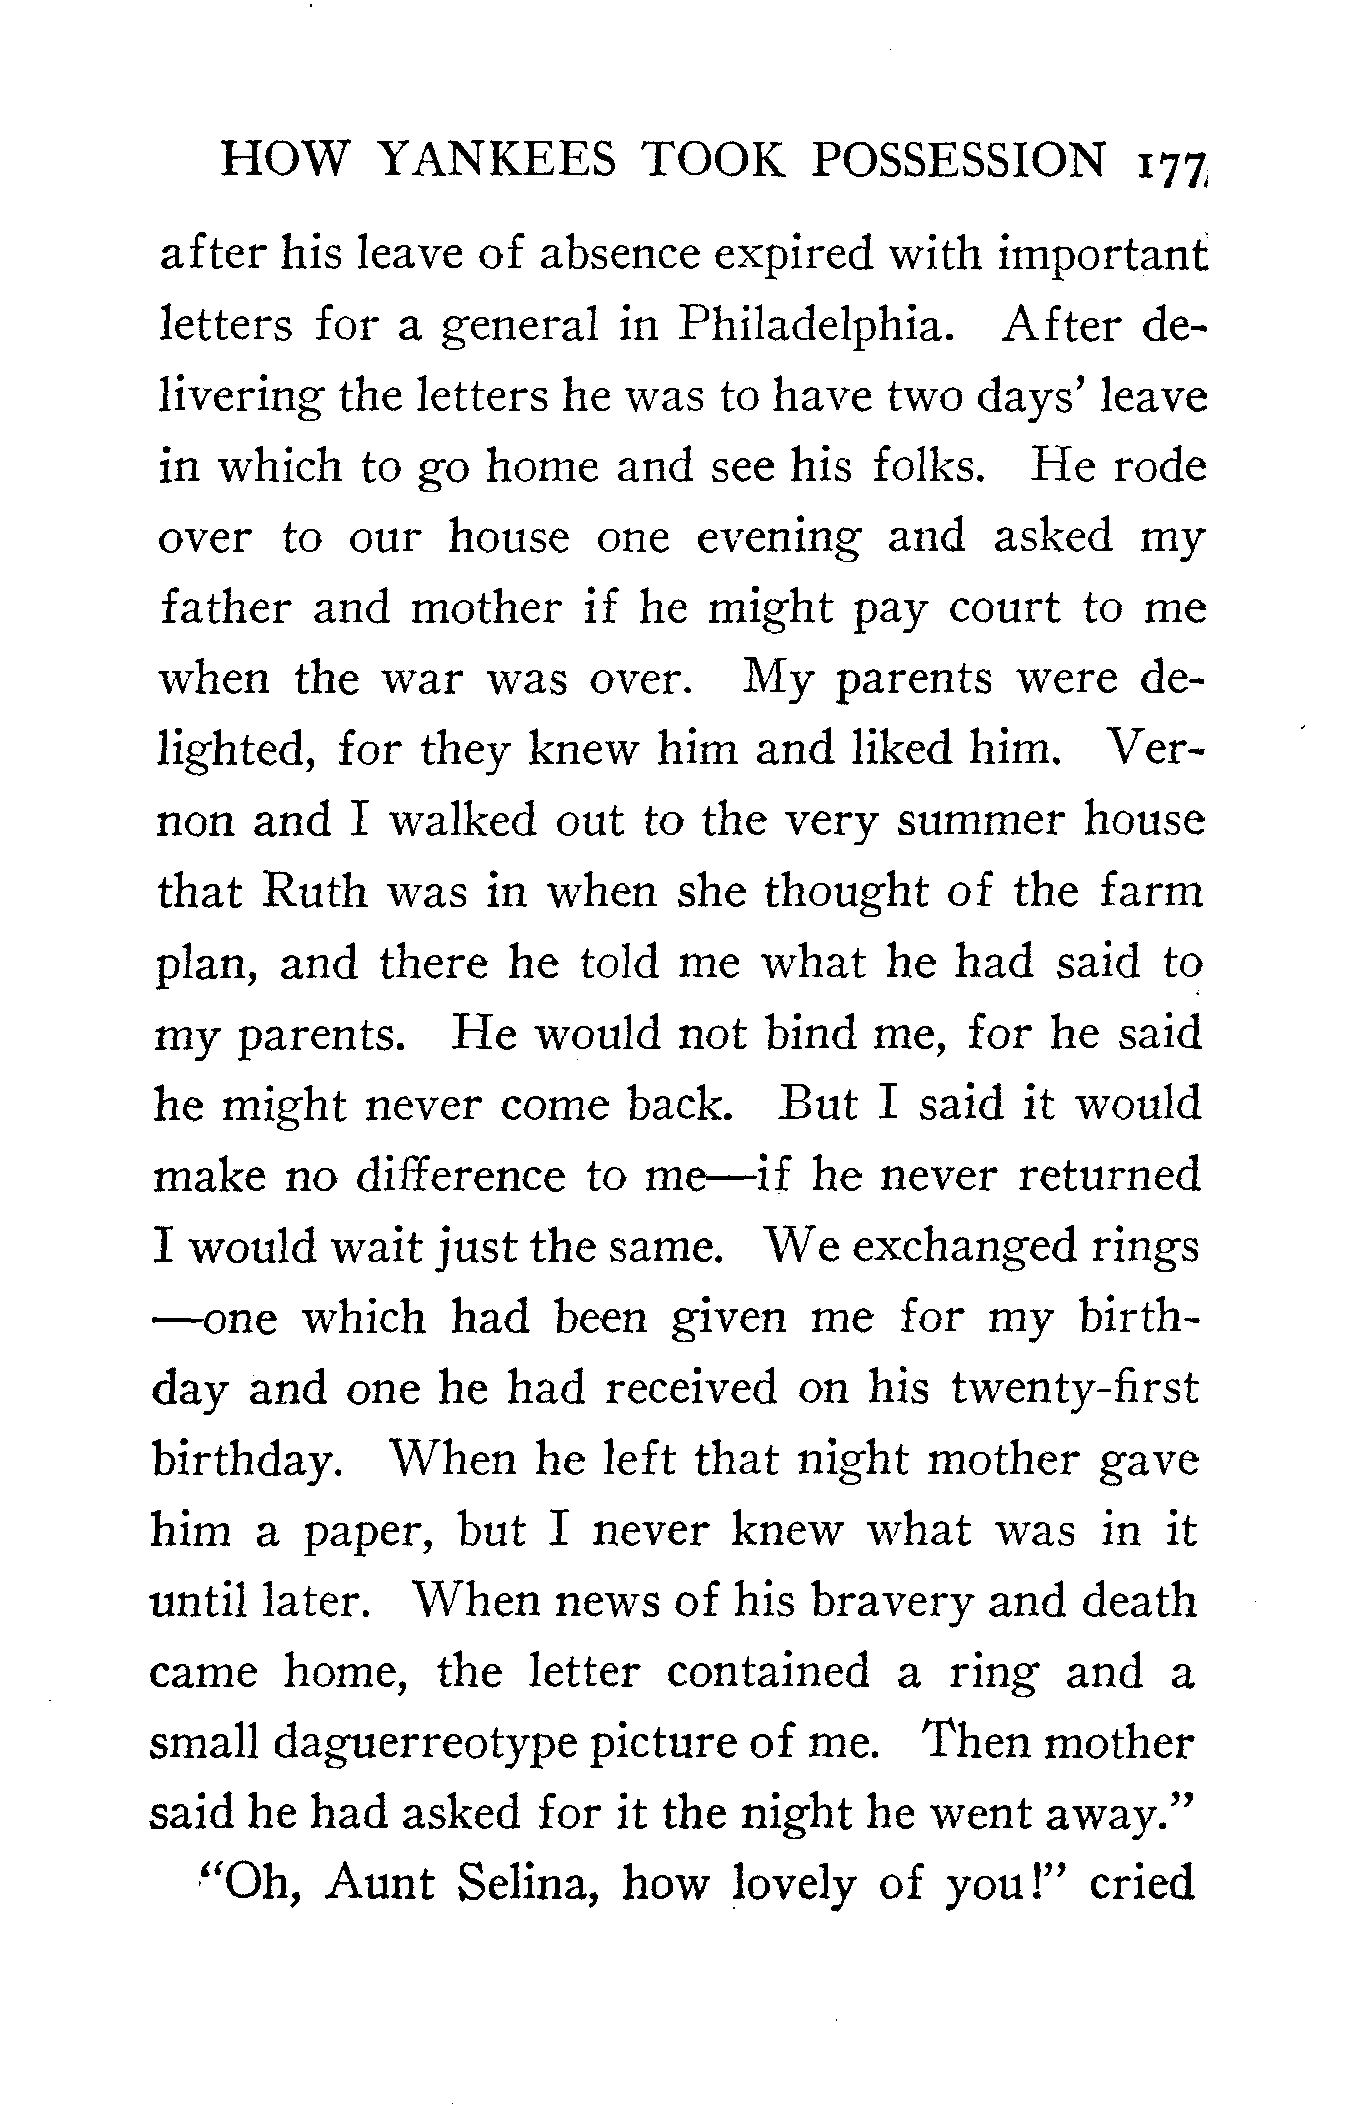 HOW YANKEES TOOK POSSESSION 177
after his leave of absence expired with important
letters for a general in Philadelphia. After de-
livering the letters he was to have two days' leave
in which to go home and see his folks. He rode
over to our house one evening and asked my
father and mother if he might pay court to me
when the war was over. My parents were de-
lighted, for they knew him and liked him. Ver-
non and I walked out to the very summer house
that Ruth was in when she thought of the farm
plan, and there he told me what he had said to
my parents. He would not bind me, for he said
he might never come back. But I said it would
make no difference to me—if he never returned
I would wait just the same. We exchanged rings
—one which had been given me for my birth-
day and one he had received on his twenty-first
birthday. When he left that night mother gave
him a paper, but I never knew what was in it
until later. When news of his bravery and death
came home, the letter contained a ring and a
small daguerreotype picture of me. Then mother
said he had asked for it the night he went away."
"Oh, Aunt Selina, how lovely of you!" cried